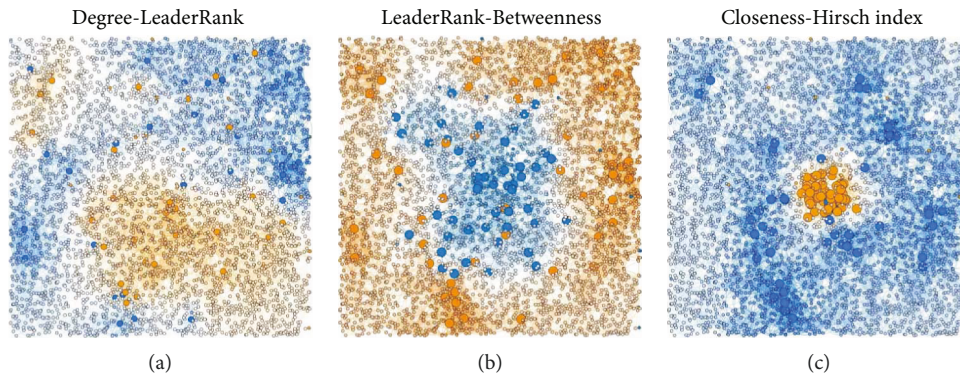 Degree-LeaderRank
LeaderRank-Betweenness
Closeness-Hirsch index
(a)
(b)
(c)